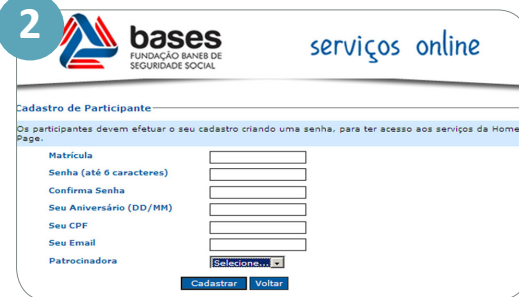 2
bases
FUNDAÇÃO BANEB DE
SEGURIDADE SOCIAL
serviços online
Cadastro de Participante
Os participantes devem efetuar o seu cadastro criando uma senha, para ter acesso aos serviços da Home
Page.
Matrícula
Senha (até 6 caracteres)
Confirma Senha
Seu Aniversário (DD/MM)
Seu CPF
Seu Email
Patrocinadora Selecione...
Cadastrar Voltar